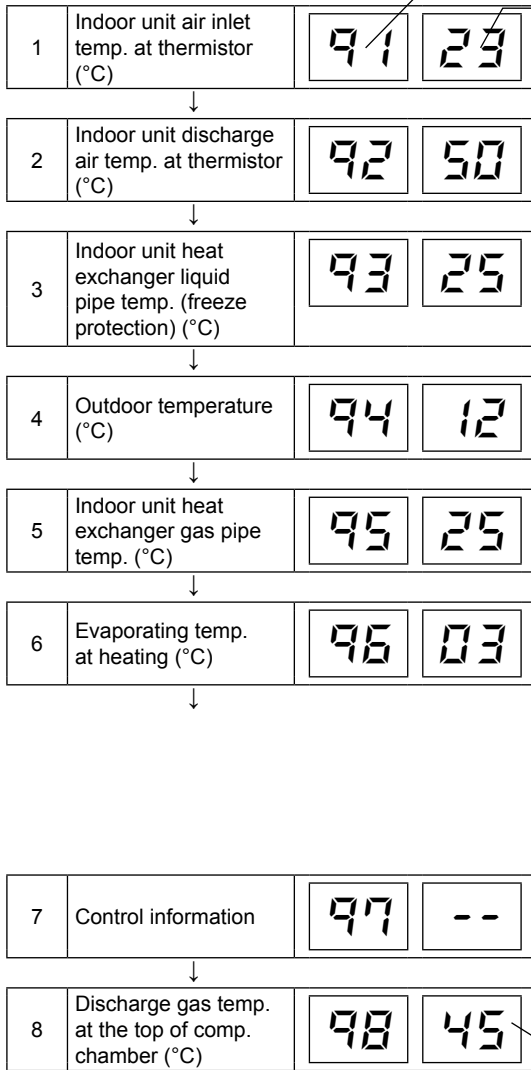 1
Indoor unit air inlet
temp. at thermistor
(°C)
91 29
↓
2
Indoor unit discharge
air temp. at thermistor
(°C)
92 50
↓
3
Indoor unit heat
exchanger liquid
pipe temp. (freeze
protection) (°C)
93 25
↓
4
Outdoor temperature
(°C)
94 12
↓
5
Indoor unit heat
exchanger gas pipe
temp. (°C)
95 25
↓
6
Evaporating temp.
at heating (°C)
96 03
↓
7
Control information
97 --
↓
8
Discharge gas temp.
at the top of comp.
chamber (°C)
98 45